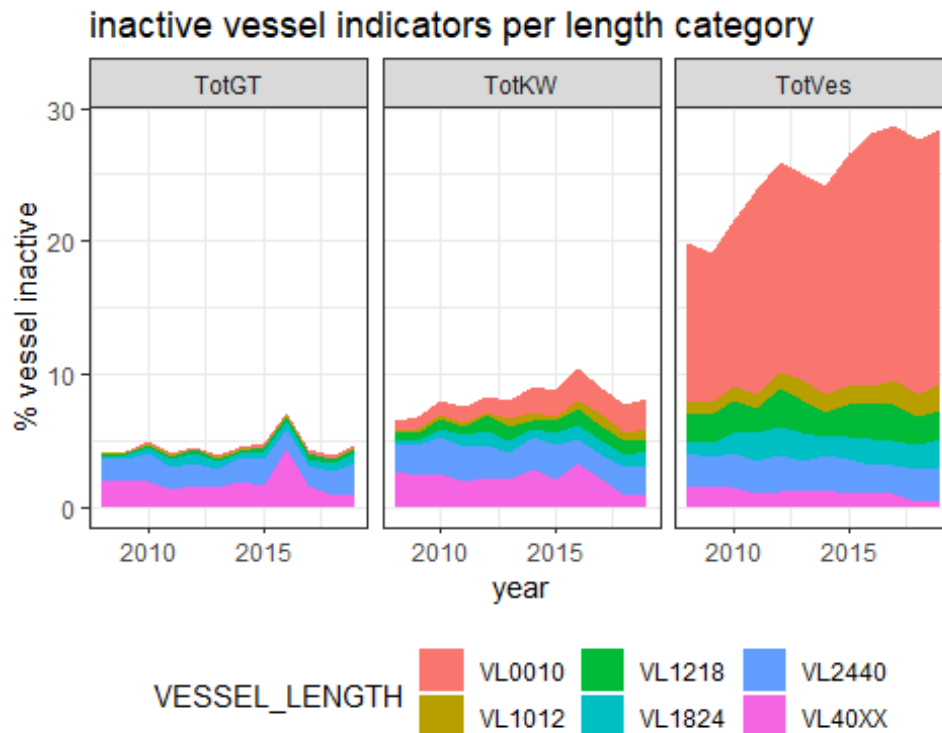 inactive vessel indicators per length category
TotGT TotKW TotVes
30
20
10
0
% vessel inactive
2010 2015 2010 2015 2010 2015
year
VESSEL_LENGTH
VL0010 VL1218 VL2440
VL1012 VL1824 VL40XX